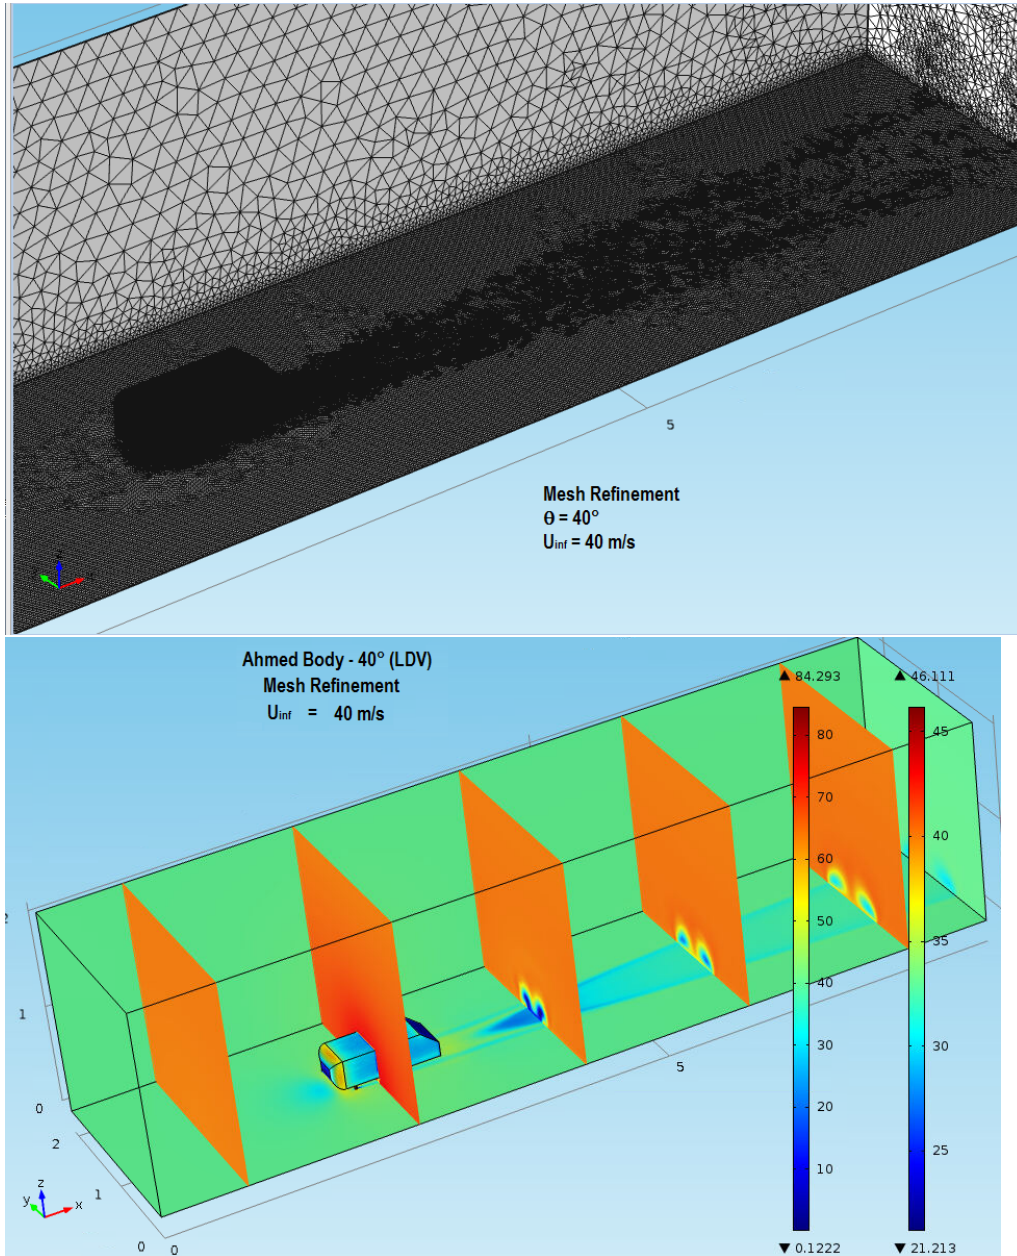 5
Mesh Refinement
Θ = 40°
Uinf = 40 m/s
z
Ahmed Body - 40° (LDV)
Mesh Refinement
Uinf = 40 m/s
▲ 84.293 ▲ 46.111
80
70
60
50
40
30
20
10
45
40
35
30
25
▼ 0.1222 ▼ 21.213
1
0
2
1
0
0
5
z
y
x